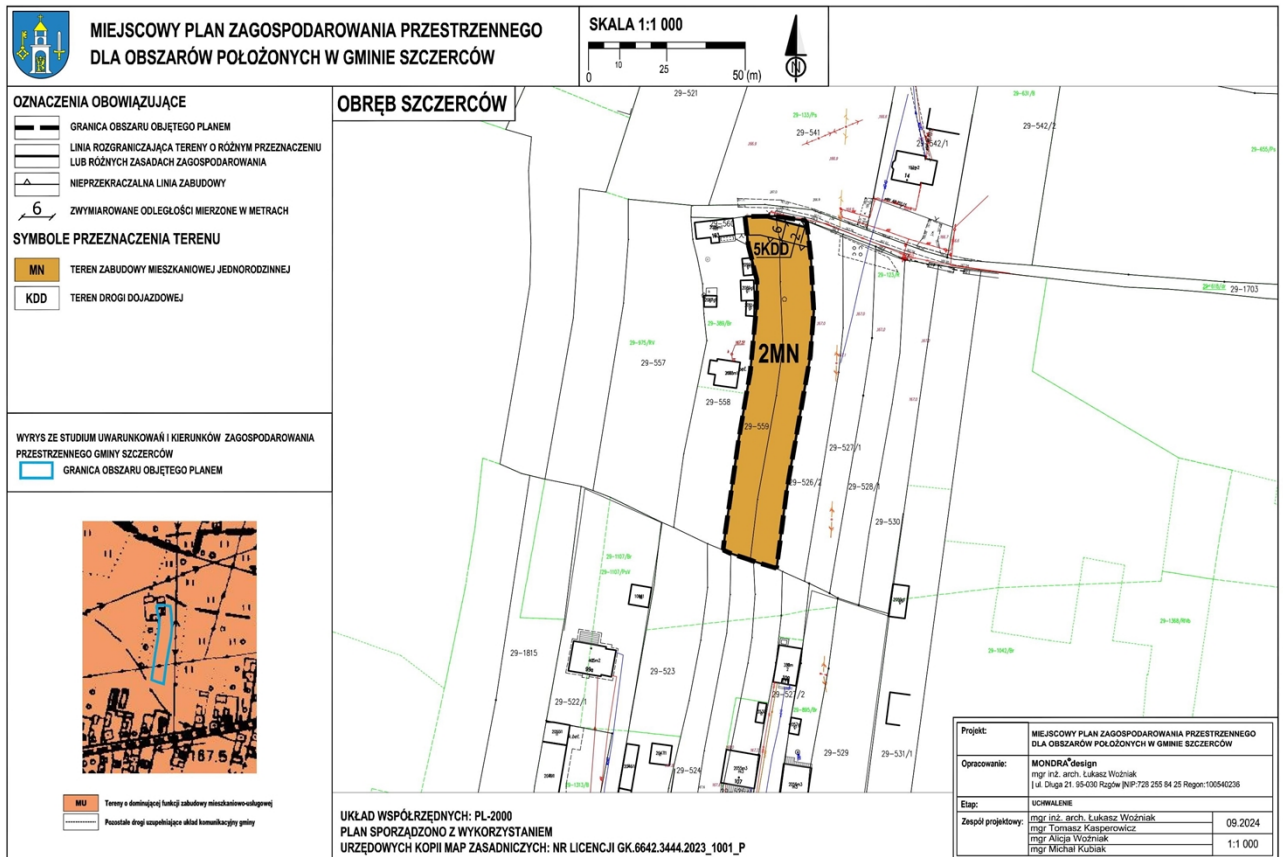 MIEJSCOWY PLAN ZAGOSPODAROWANIA PRZESTRZENNEGO
DLA OBSZARÓW POŁOŻONYCH W GMINIE SZCZERCÓW
SKALA 1:1 000
0 10 25 50 (m)
N
OZNACZENIA OBOWIĄZUJĄCE
GRANICA OBSZARU OBJĘTEGO PLANEM
LINIA ROZGRANICZAJĄCA TERENY O RÓŻNYM PRZEZNACZENIU
LUB RÓŻNYCH ZASADACH ZAGOSPODAROWANIA
NIEPRZEKRACZALNA LINIA ZABUDOWY
6 ZWYMIAROWANE ODLEGŁOŚCI MIERZONE W METRACH
SYMBOLE PRZEZNACZENIA TERENU
MN TEREN ZABUDOWY MIESZKANIOWEJ JEDNORODZINNEJ
KDD TEREN DROGI DOJAZDOWEJ
WYRYS ZE STUDIUM UWARUNKOWAŃ I KIERUNKÓW ZAGOSPODAROWANIA
PRZESTRZENNEGO GMINY SZCZERCÓW
GRANICA OBSZARU OBJĘTEGO PLANEM
187.5
MU Tereny o dominującej funkcji zabudowy mieszkaniowo-usługowej
Pozostałe drogi uzupełniające układ komunikacyjny gminy
OBRĘB SZCZERCÓW
29-521
29-541
29-542/2
29-542/1
29-1703
6
2
5KDD
2MN
29-557
29-558
29-559
29-527/1
29-526/2
29-528/1
29-530
29-1815
29-523
29-522/1
29-527/2
29-524
29-529
29-531/1
UKŁAD WSPÓŁRZĘDNYCH: PL-2000
PLAN SPORZĄDZONO Z WYKORZYSTANIEM
URZĘDOWYCH KOPII MAP ZASADNICZYCH: NR LICENCJI GK.6642.3444.2023_1001_P
Projekt: MIEJSCOWY PLAN ZAGOSPODAROWANIA PRZESTRZENNEGO
DLA OBSZARÓW POŁOŻONYCH W GMINIE SZCZERCÓW
Opracowanie: MONDRA design
mgr inż. arch. Łukasz Woźniak
| ul. Długa 21. 95-030 Rzgów |NIP:728 255 84 25 Regon:100540236
Etap: UCHWALENIE
Zespół projektowy: mgr inż. arch. Łukasz Woźniak
mgr Tomasz Kasperowicz
mgr Alicja Woźniak
mgr Michał Kubiak
09.2024
1:1 000